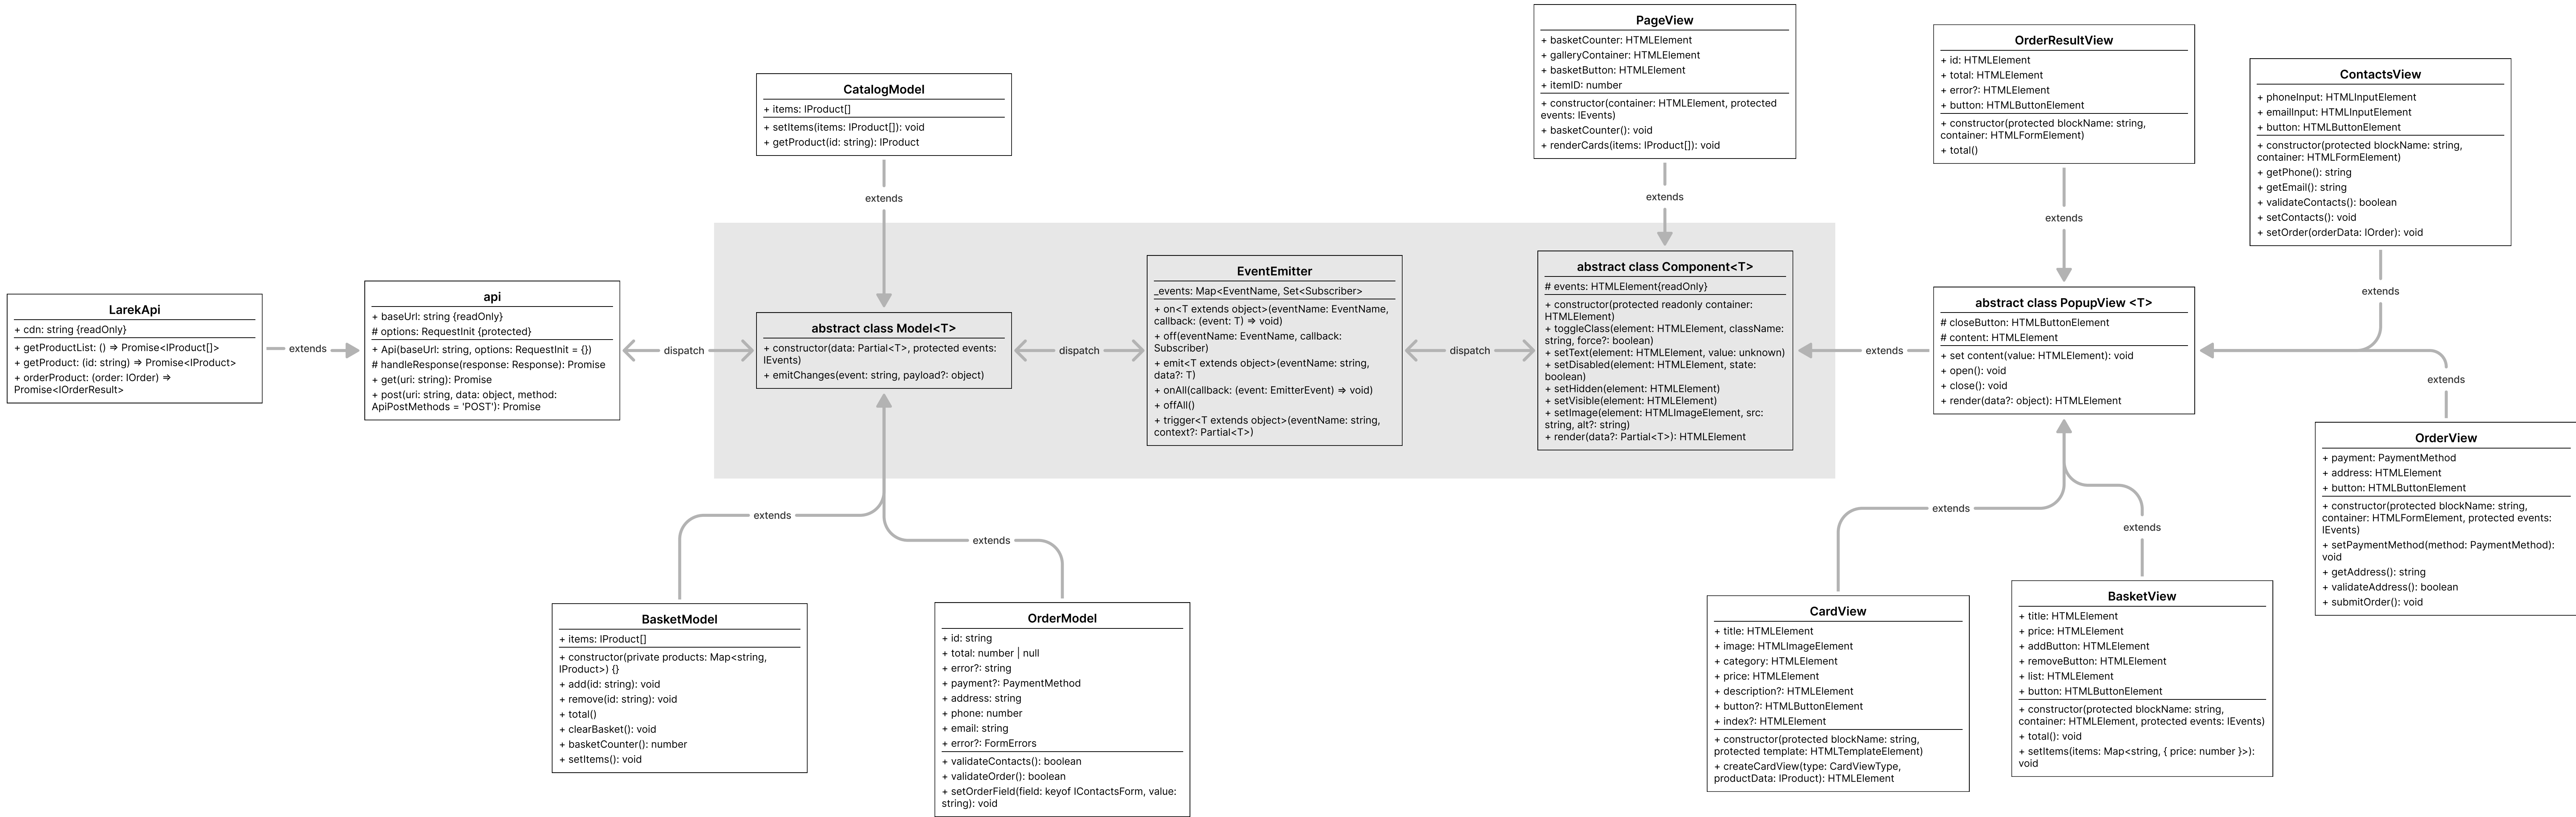 LarekApi
+ cdn: string {readOnly}
+ getProductList: () => Promise<IProduct[]>
+ getProduct: (id: string) => Promise<IProduct>
+ orderProduct: (order: IOrder) =>
Promise<IOrderResult>
extends
api
+ baseUrl: string {readOnly}
# options: RequestInit {protected}
+ Api(baseUrl: string, options: RequestInit = {})
# handleResponse(response: Response): Promise
+ get(uri: string): Promise
+ post(uri: string, data: object, method:
ApiPostMethods = 'POST'): Promise
dispatch
CatalogModel
+ items: IProduct[]
+ setItems(items: IProduct[]): void
+ getProduct(id: string): IProduct
extends
abstract class Model<T>
+ constructor(data: Partial<T>, protected events:
IEvents)
+ emitChanges(event: string, payload?: object)
extends
extends
BasketModel
+ items: IProduct[]
+ constructor(private products: Map<string,
IProduct>) {}
+ add(id: string): void
+ remove(id: string): void
+ total()
+ clearBasket(): void
+ basketCounter(): number
+ setItems(): void
OrderModel
+ id: string
+ total: number | null
+ error?: string
+ payment?: PaymentMethod
+ address: string
+ phone: number
+ email: string
+ error?: FormErrors
+ validateContacts(): boolean
+ validateOrder(): boolean
+ setOrderField(field: keyof IContactsForm, value:
string): void
dispatch
EventEmitter
_events: Map<EventName, Set<Subscriber>
+ on<T extends object>(eventName: EventName,
callback: (event: T) => void)
+ off(eventName: EventName, callback:
Subscriber)
+ emit<T extends object>(eventName: string,
data?: T)
+ onAll(callback: (event: EmitterEvent) => void)
+ offAll()
+ trigger<T extends object>(eventName: string,
context?: Partial<T>)
dispatch
PageView
+ basketCounter: HTMLElement
+ galleryContainer: HTMLElement
+ basketButton: HTMLElement
+ itemID: number
+ constructor(container: HTMLElement, protected
events: IEvents)
+ basketCounter(): void
+ renderCards(items: IProduct[]): void
extends
abstract class Component<T>
# events: HTMLElement{readOnly}
+ constructor(protected readonly container:
HTMLElement)
+ toggleClass(element: HTMLElement, className:
string, force?: boolean)
+ setText(element: HTMLElement, value: unknown)
+ setDisabled(element: HTMLElement, state:
boolean)
+ setHidden(element: HTMLElement)
+ setVisible(element: HTMLElement)
+ setImage(element: HTMLImageElement, src:
string, alt?: string)
+ render(data?: Partial<T>): HTMLElement
extends
OrderResultView
+ id: HTMLElement
+ total: HTMLElement
+ error?: HTMLElement
+ button: HTMLButtonElement
+ constructor(protected blockName: string,
container: HTMLFormElement)
+ total()
extends
abstract class PopupView <T>
# closeButton: HTMLButtonElement
# content: HTMLElement
+ set content(value: HTMLElement): void
+ open(): void
+ close(): void
+ render(data?: object): HTMLElement
ContactsView
+ phoneInput: HTMLInputElement
+ emailInput: HTMLInputElement
+ button: HTMLButtonElement
+ constructor(protected blockName: string,
container: HTMLFormElement)
+ getPhone(): string
+ getEmail(): string
+ validateContacts(): boolean
+ setContacts(): void
+ setOrder(orderData: IOrder): void
extends
extends
OrderView
+ payment: PaymentMethod
+ address: HTMLElement
+ button: HTMLButtonElement
+ constructor(protected blockName: string,
container: HTMLFormElement, protected events:
IEvents)
+ setPaymentMethod(method: PaymentMethod):
void
+ getAddress(): string
+ validateAddress(): boolean
+ submitOrder(): void
extends
extends
CardView
+ title: HTMLElement
+ image: HTMLImageElement
+ category: HTMLElement
+ price: HTMLElement
+ description?: HTMLElement
+ button?: HTMLButtonElement
+ index?: HTMLElement
+ constructor(protected blockName: string,
protected template: HTMLTemplateElement)
+ createCardView(type: CardViewType,
productData: IProduct): HTMLElement
BasketView
+ title: HTMLElement
+ price: HTMLElement
+ addButton: HTMLElement
+ removeButton: HTMLElement
+ list: HTMLElement
+ button: HTMLButtonElement
+ constructor(protected blockName: string,
container: HTMLElement, protected events: IEvents)
+ total(): void
+ setItems(items: Map<string, { price: number }>):
void